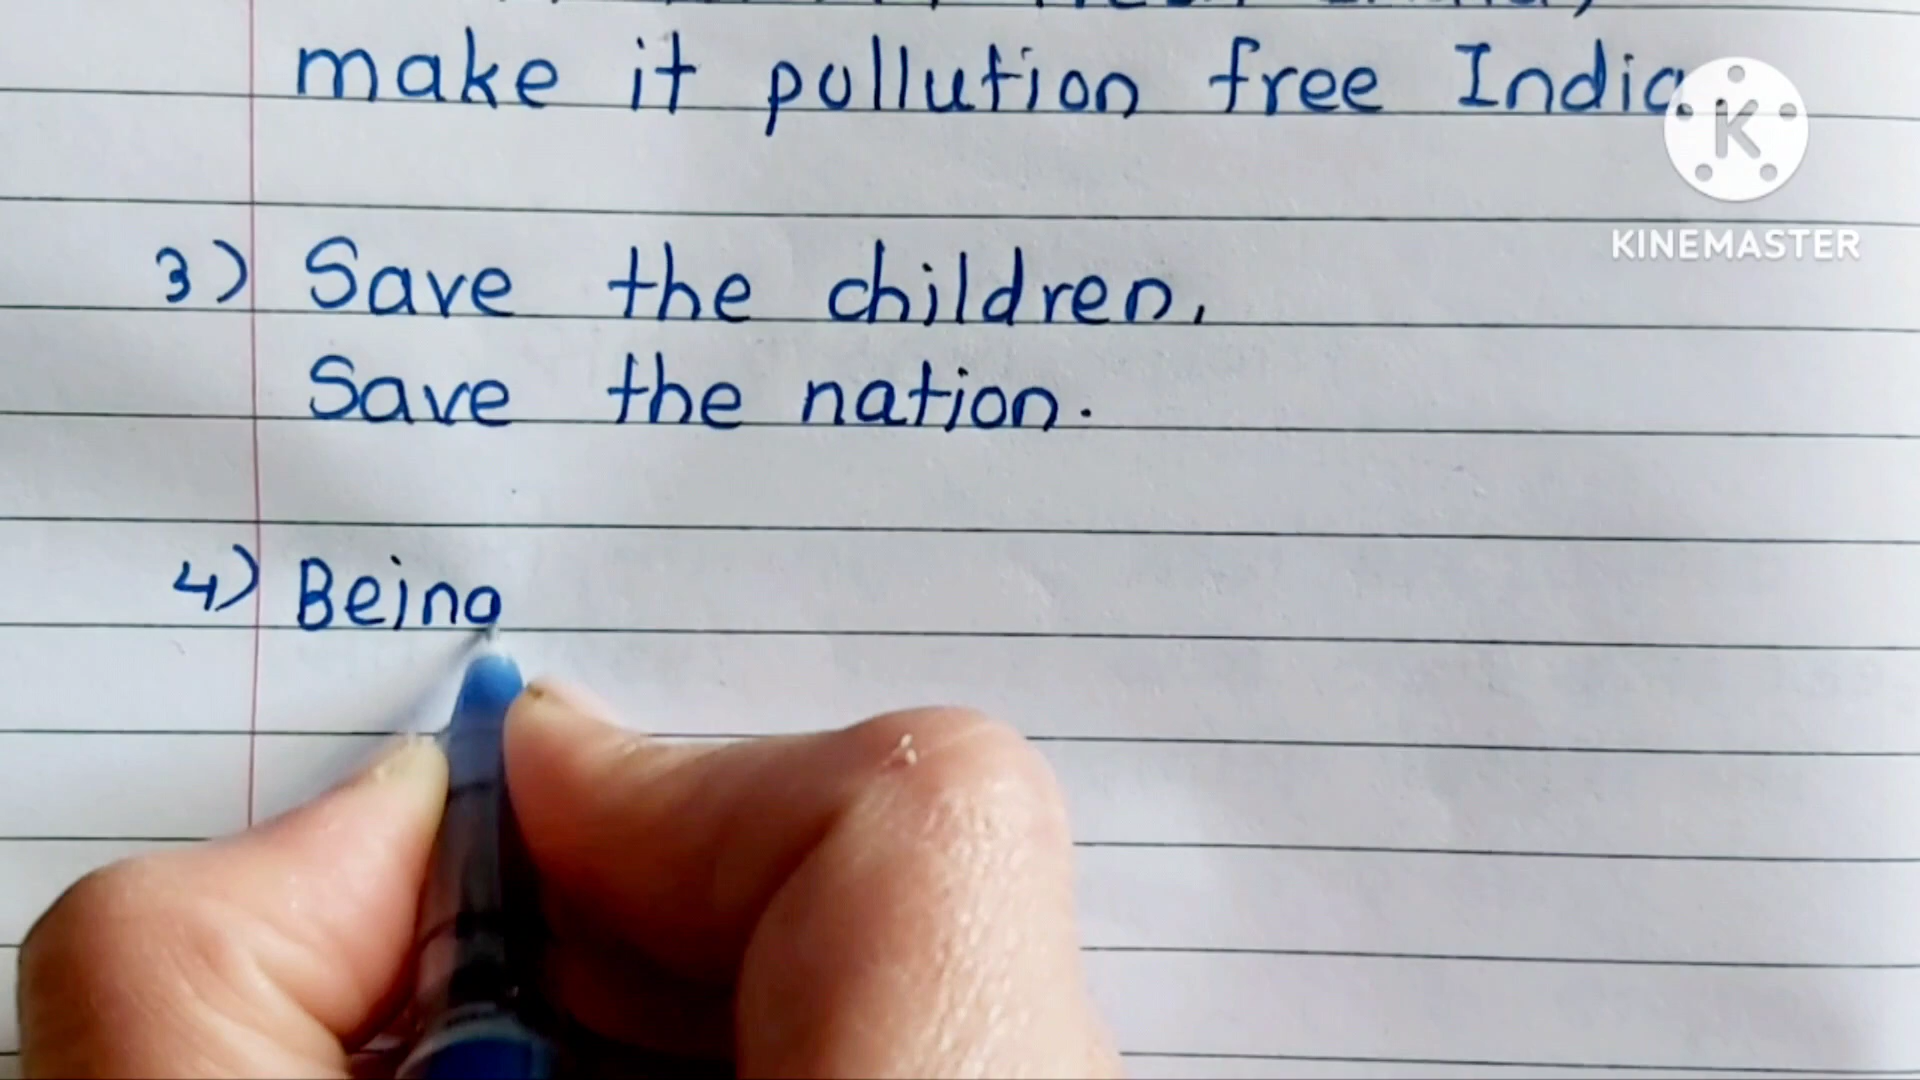 make it pollution free India
K
KINEMASTER
3) Save the children,
Save the nation.
4) Being